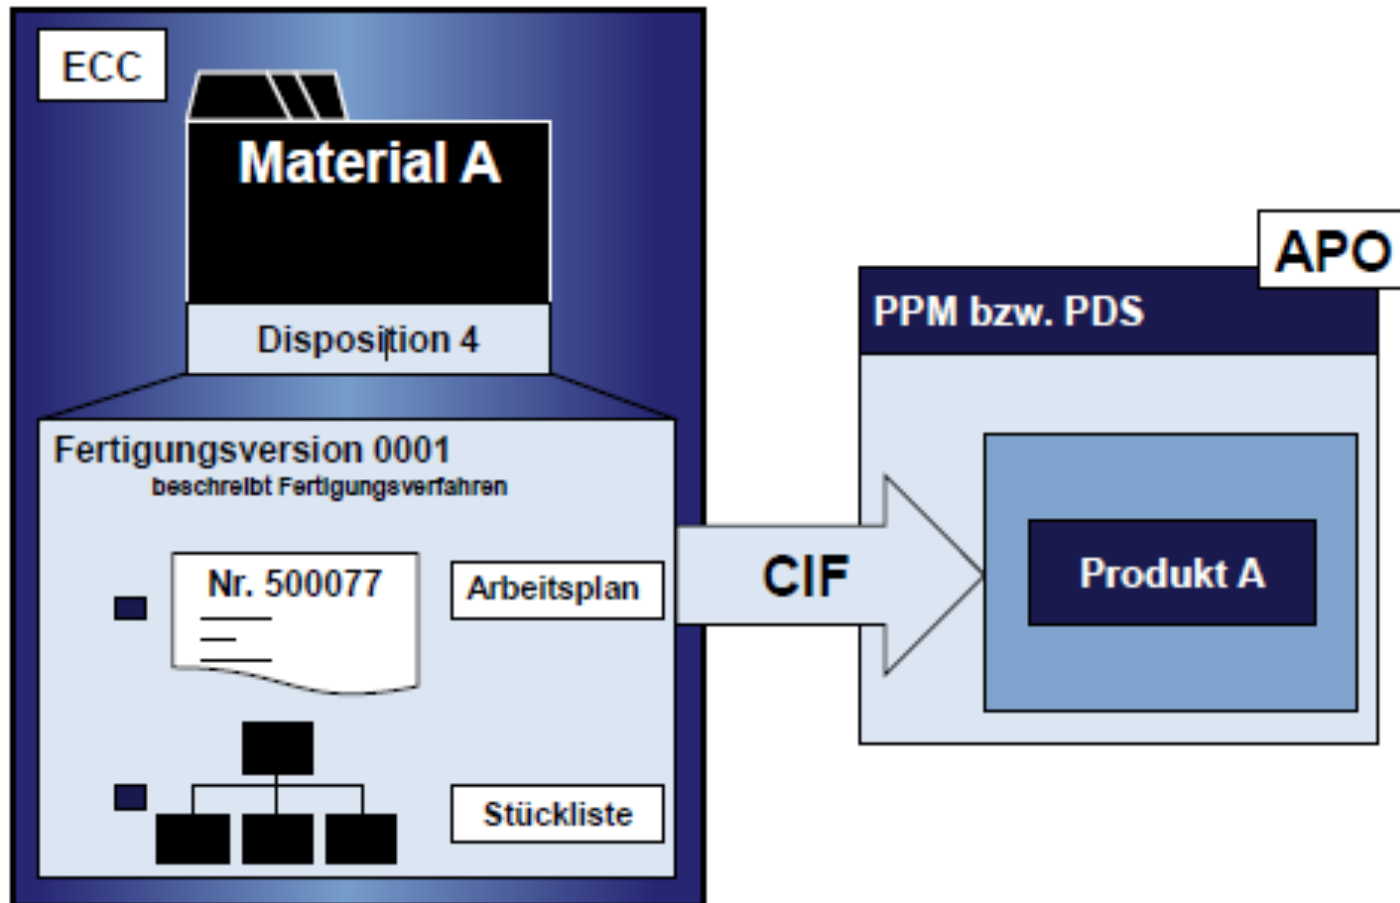 ECC
Material A
Disposition 4
Fertigungsversion 0001
beschreibt Fertigungsverfahren
Nr. 500077
Arbeitsplan
Stückliste
CIF
APO
PPM bzw. PDS
Produkt A